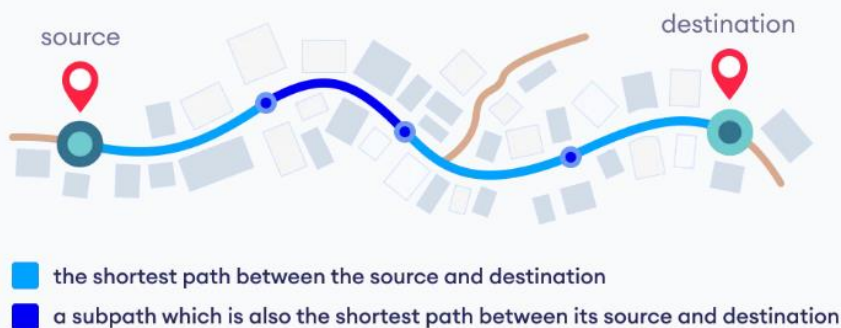 source
destination
the shortest path between the source and destination
a subpath which is also the shortest path between its source and destination